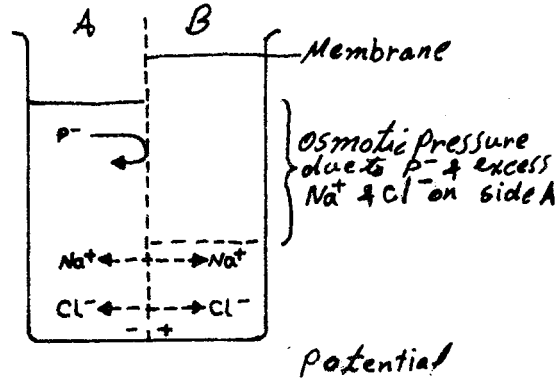 A B
Membrane
P⁻
Osmotic Pressure
due to P⁻ & excess
Na⁺ & Cl⁻ on side A
Na⁺ Na⁺
Cl⁻ Cl⁻
- +
Potential